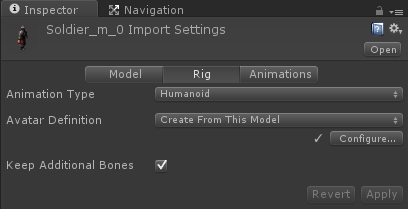 Inspector Navigation
Soldier_m_0 Import Settings
Open
Model Rig Animations
Animation Type Humanoid
Avatar Definition Create From This Model
✓ Configure...
Keep Additional Bones
Revert Apply